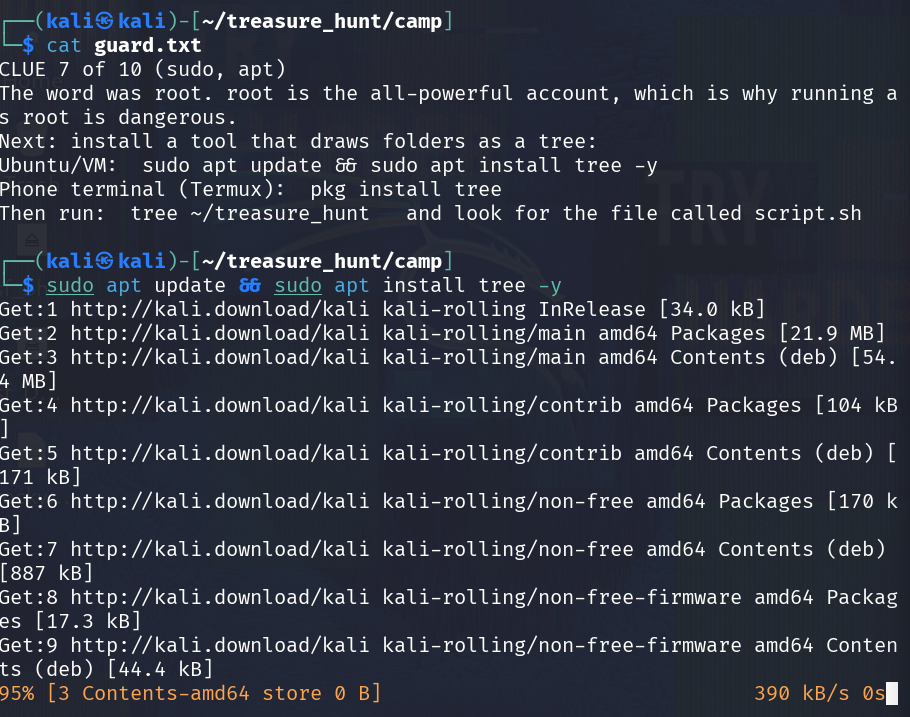 ┌──(kali㉿kali)-[~/treasure_hunt/camp]
└─$ cat guard.txt
CLUE 7 of 10 (sudo, apt)
The word was root. root is the all-powerful account, which is why running a
s root is dangerous.
Next: install a tool that draws folders as a tree:
Ubuntu/VM:  sudo apt update && sudo apt install tree -y
Phone terminal (Termux):  pkg install tree
Then run:  tree ~/treasure_hunt   and look for the file called script.sh
┌──(kali㉿kali)-[~/treasure_hunt/camp]
└─$ sudo apt update && sudo apt install tree -y
Get:1 http://kali.download/kali kali-rolling InRelease [34.0 kB]
Get:2 http://kali.download/kali kali-rolling/main amd64 Packages [21.9 MB]
Get:3 http://kali.download/kali kali-rolling/main amd64 Contents (deb) [54.
4 MB]
Get:4 http://kali.download/kali kali-rolling/contrib amd64 Packages [104 kB
]
Get:5 http://kali.download/kali kali-rolling/contrib amd64 Contents (deb) [
171 kB]
Get:6 http://kali.download/kali kali-rolling/non-free amd64 Packages [170 k
B]
Get:7 http://kali.download/kali kali-rolling/non-free amd64 Contents (deb)
[887 kB]
Get:8 http://kali.download/kali kali-rolling/non-free-firmware amd64 Packag
es [17.3 kB]
Get:9 http://kali.download/kali kali-rolling/non-free-firmware amd64 Conten
ts (deb) [44.4 kB]
95% [3 Contents-amd64 store 0 B] 390 kB/s 0s
TRY